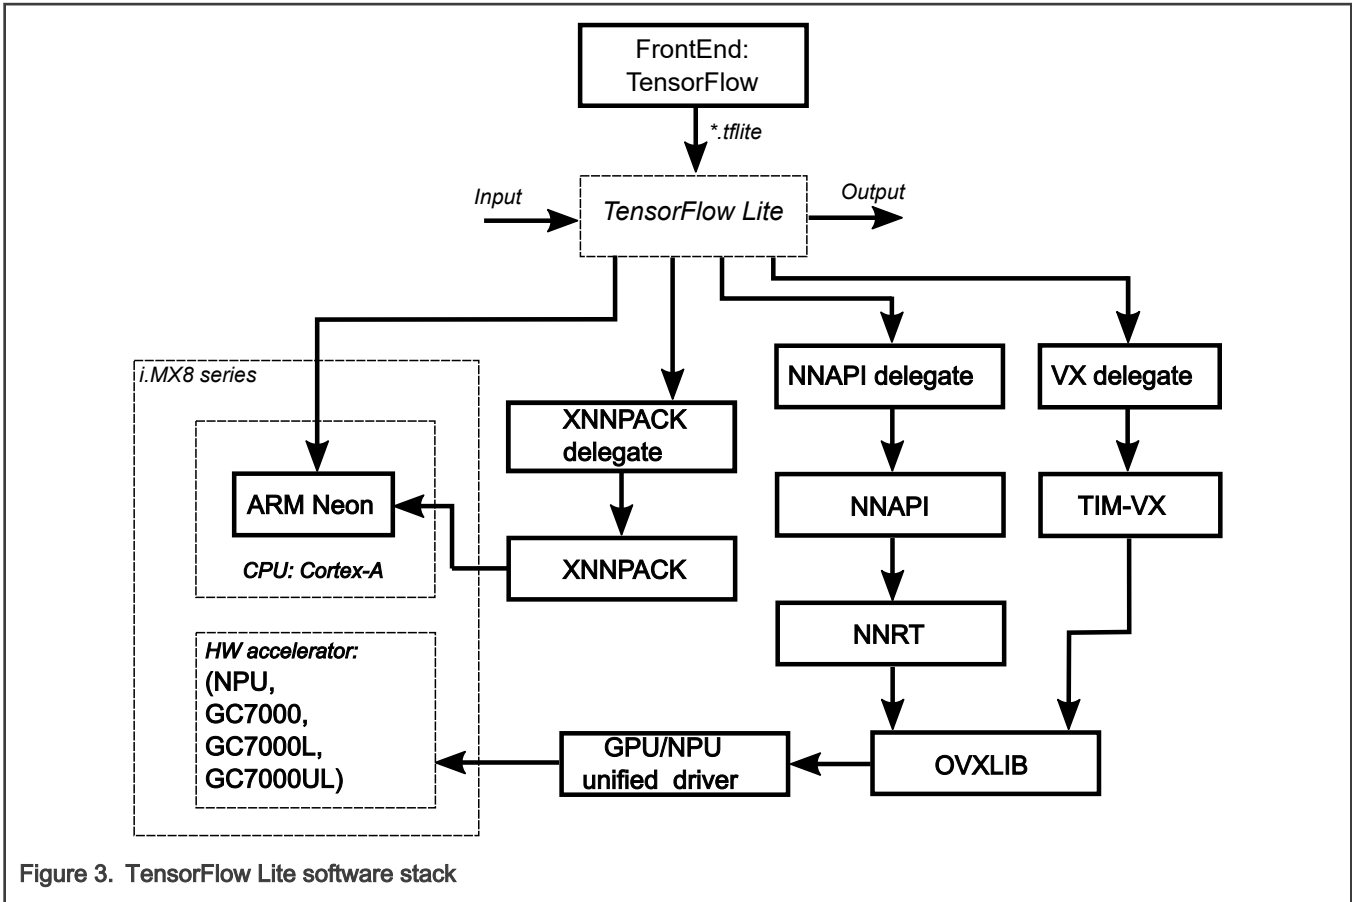 FrontEnd:
TensorFlow
*.tflite
Input
TensorFlow Lite
Output
i.MX8 series
NNAPI delegate
VX delegate
XNNPACK
delegate
ARM Neon
NNAPI
TIM-VX
CPU: Cortex-A
XNNPACK
NNRT
HW accelerator:
(NPU,
GC7000,
GC7000L,
GC7000UL)
GPU/NPU
unified driver
OVXLIB
Figure 3. TensorFlow Lite software stack